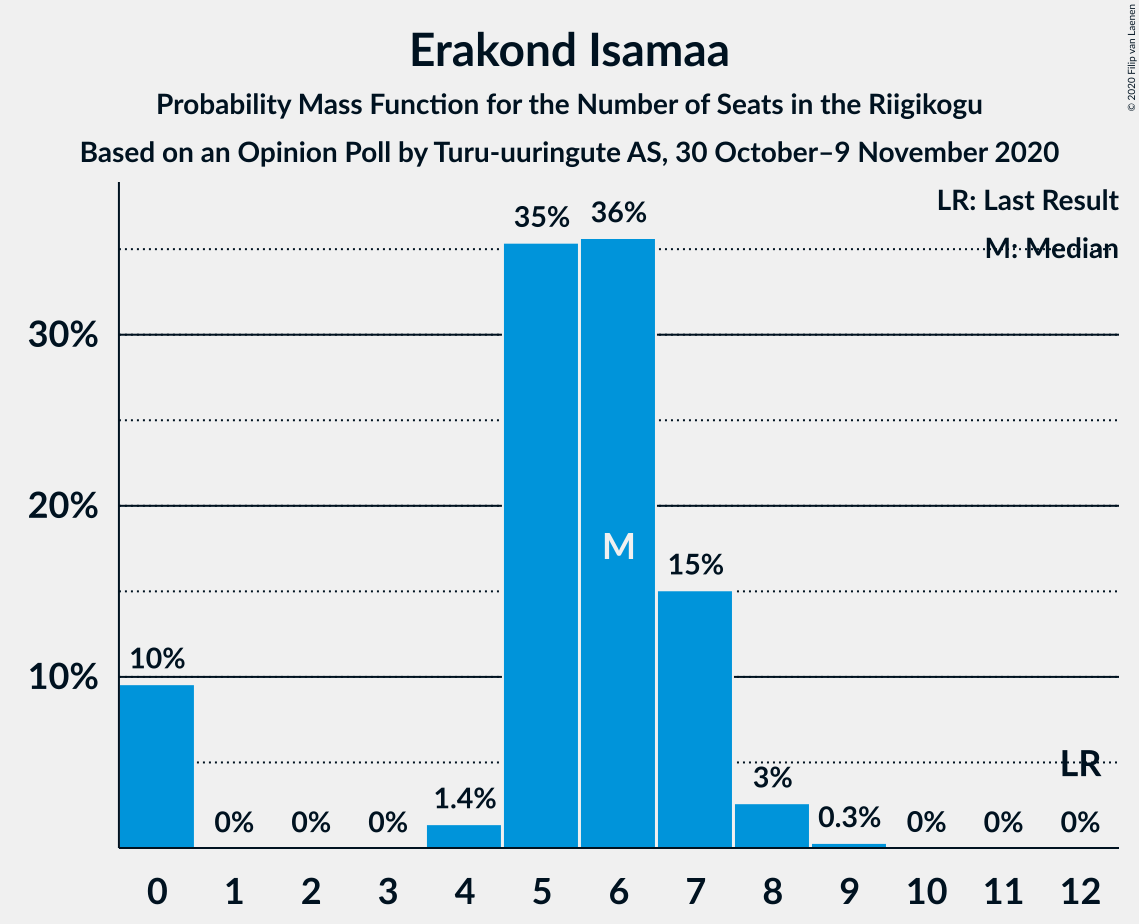 Erakond Isamaa
Probability Mass Function for the Number of Seats in the Riigikogu
Based on an Opinion Poll by Turu-uuringute AS, 30 October–9 November 2020
© 2020 Filip van Laenen
LR: Last Result
M: Median
35%
36%
30%
20%
M
15%
10%
10%
LR
3%
1.4%
0.3%
0%
0%
0%
0%
0%
0%
0 1 2 3 4 5 6 7 8 9 10 11 12